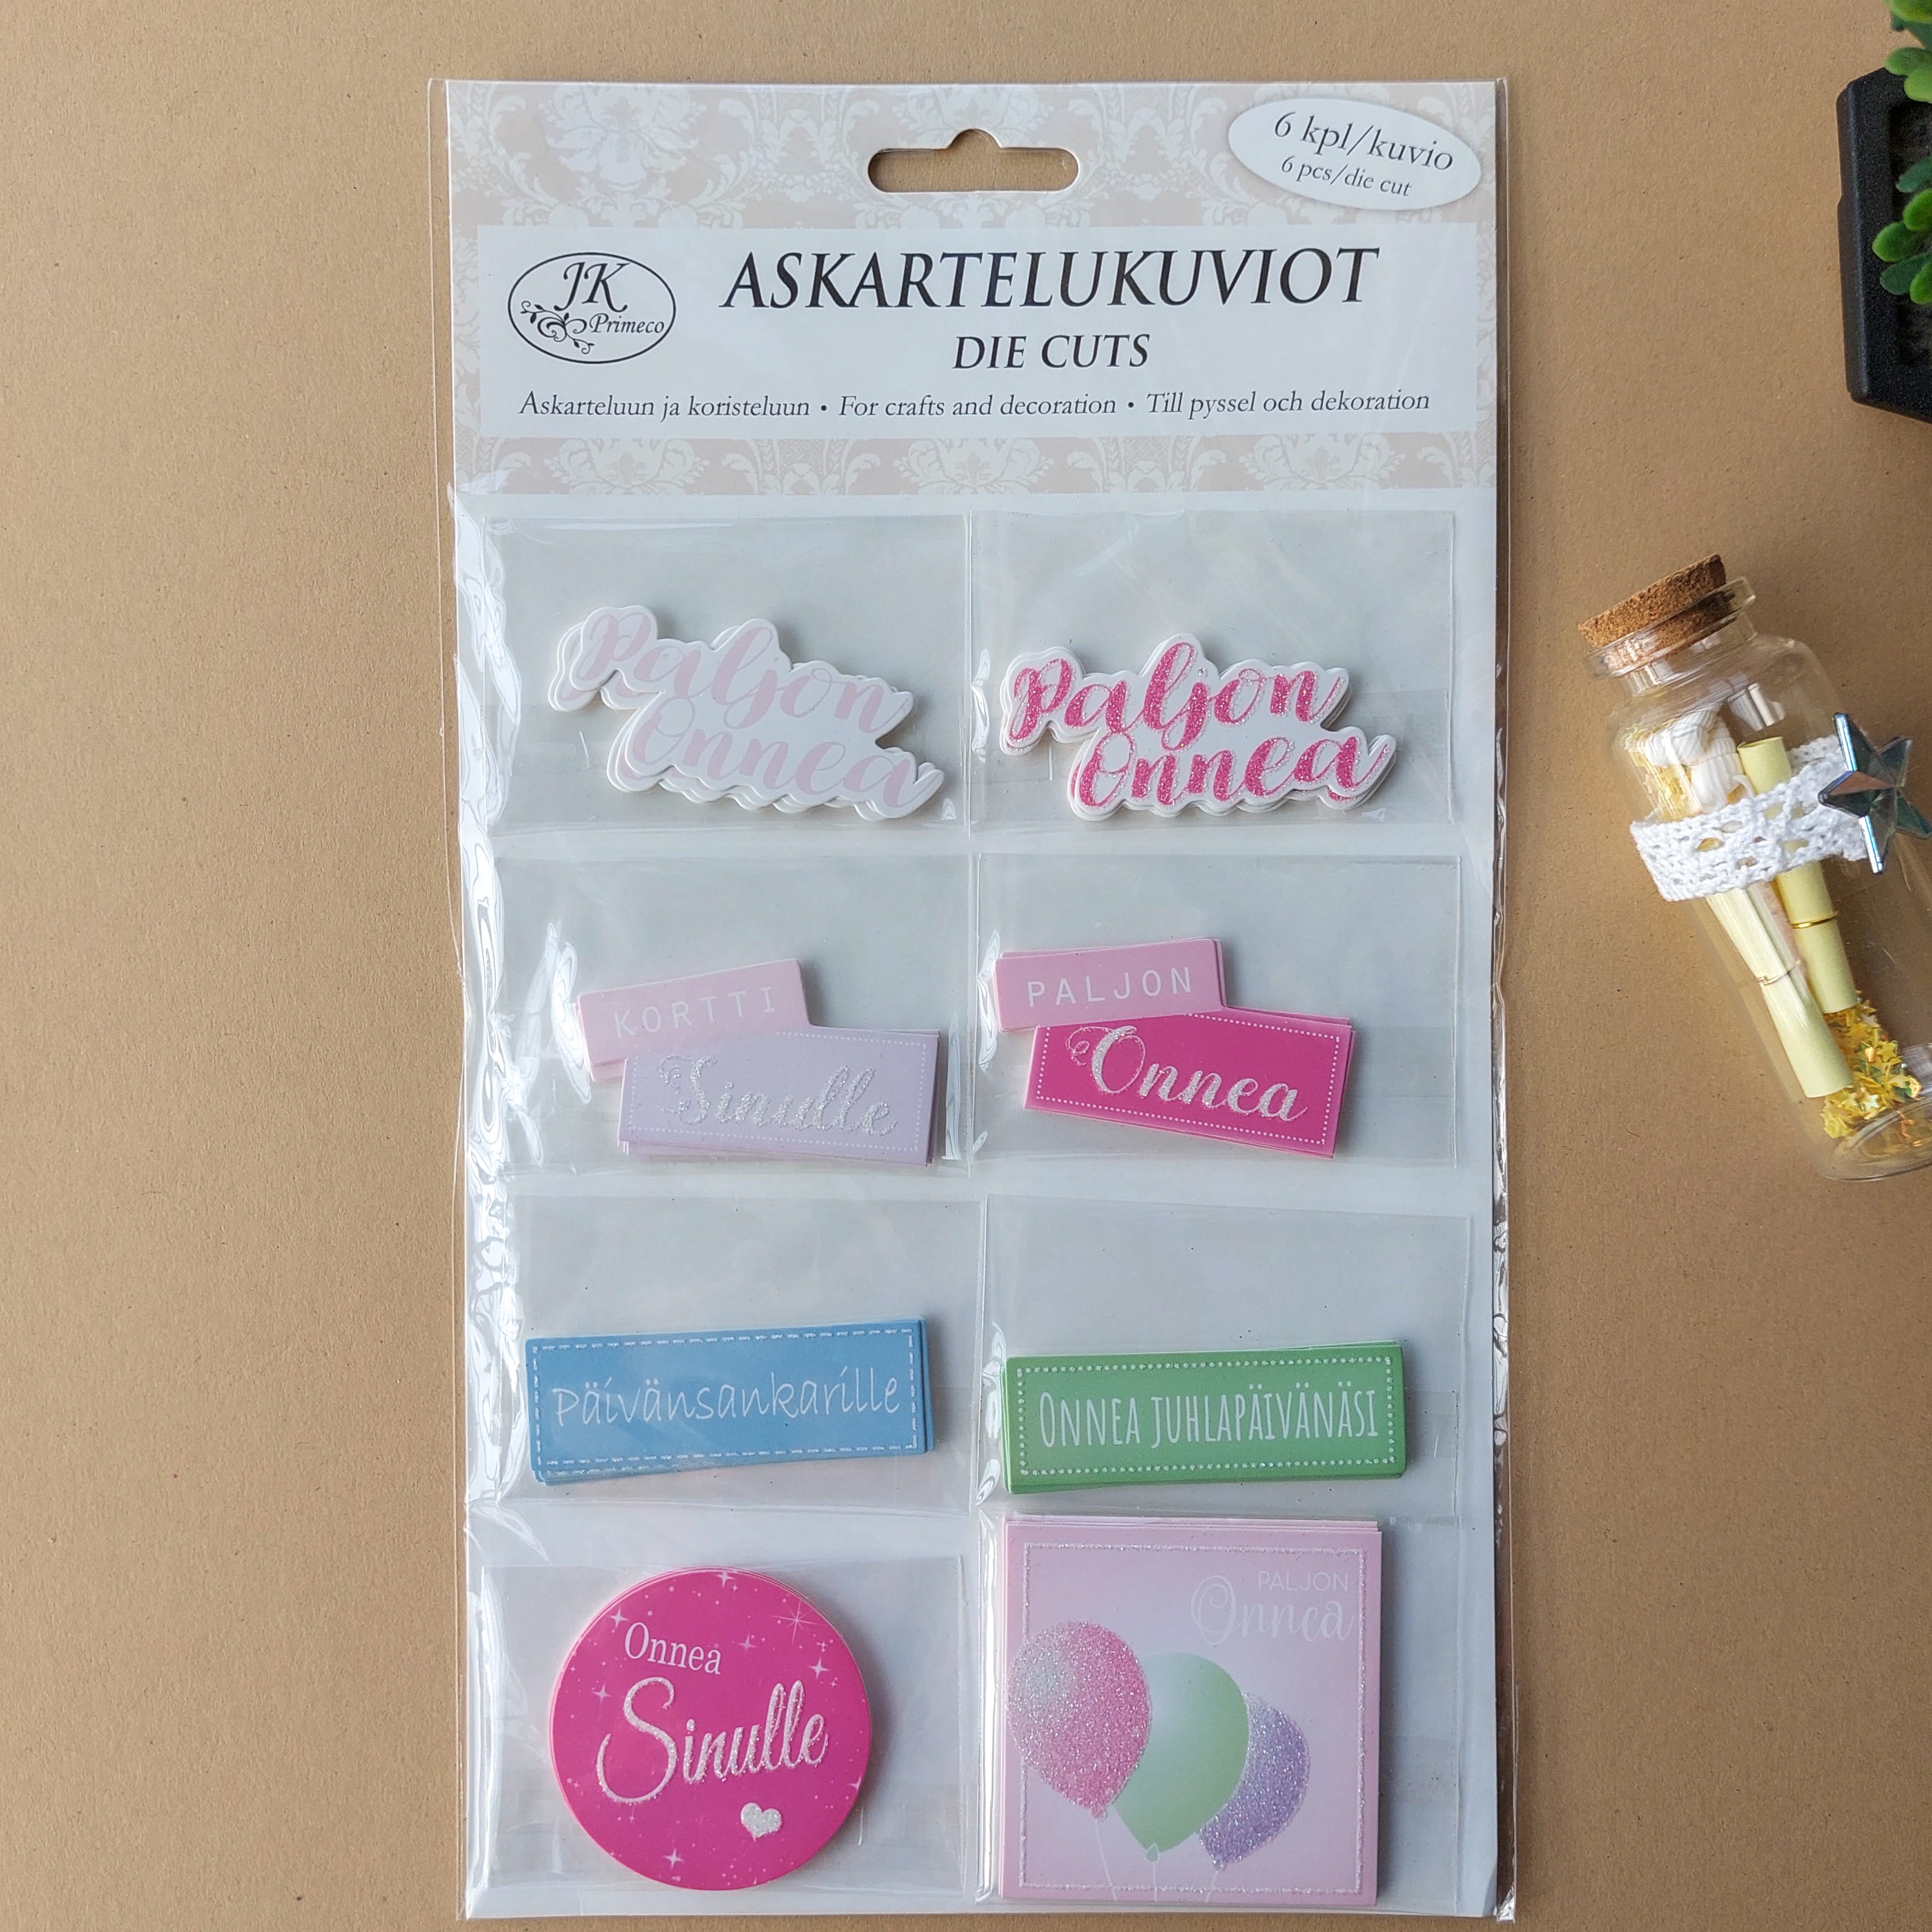 6 kpl/kuvio
6 pcs/die cut
JK
Primeco
ASKARTELUKUVIOT
DIE CUTS
Askarteluun ja koristeluun • For crafts and decoration • Till pyssel och dekoration
Paljon
Onnea
Paljon
Onnea
KORTTI
Sinulle
PALJON
Onnea
Päivänsankarille
ONNEA JUHLAPÄIVÄNÄSI
Onnea
Sinulle
PALJON
Onnea